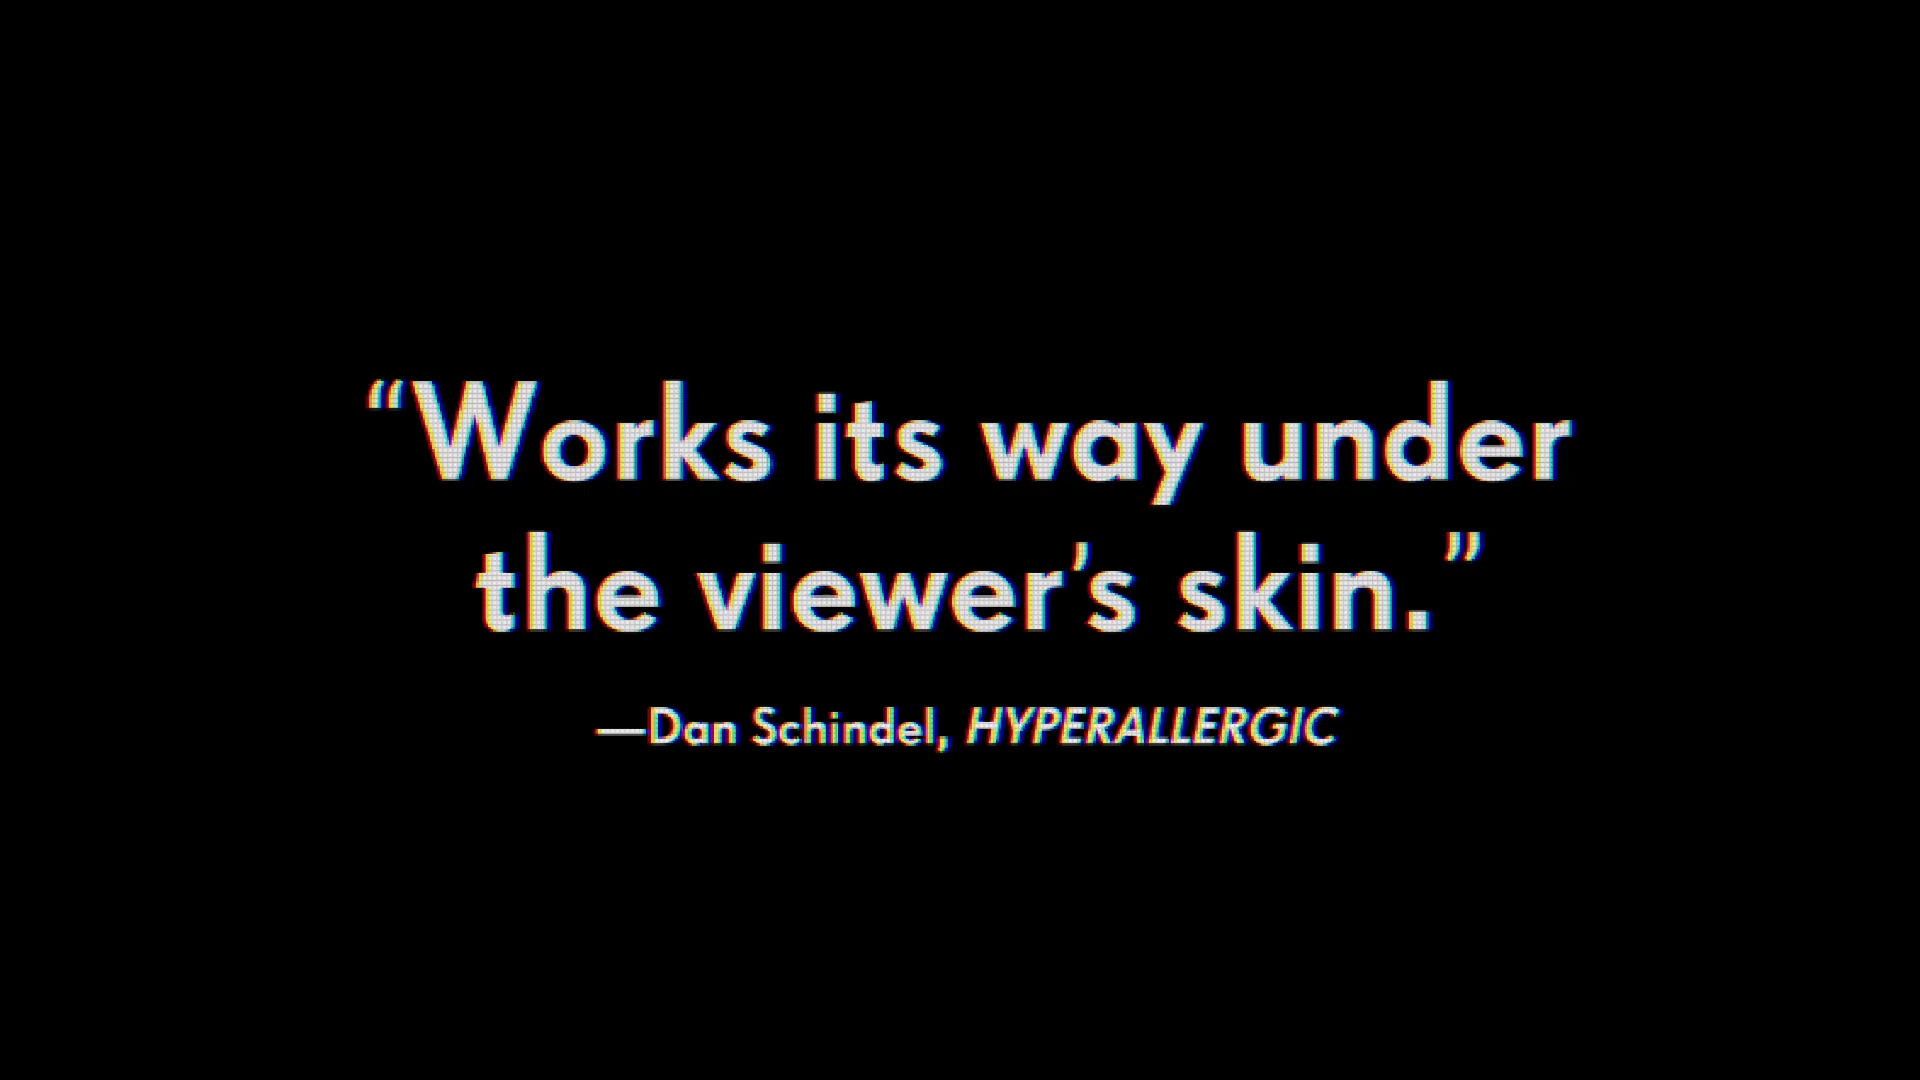 “Works its way under
the viewer’s skin.”
—Dan Schindel, HYPERALLERGIC